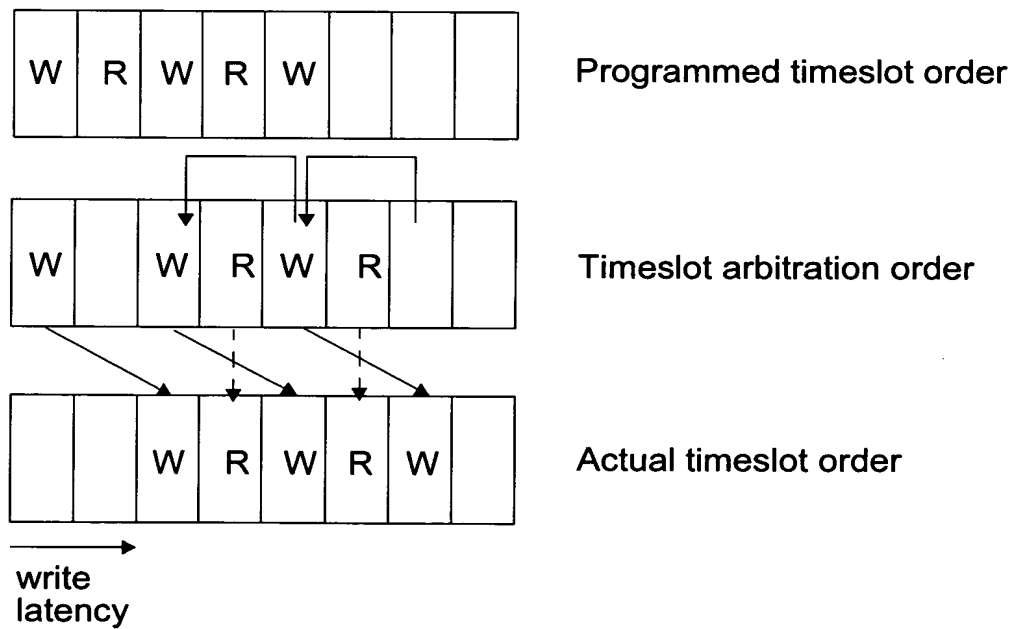 W R W R W Programmed timeslot order
W W R W R Timeslot arbitration order
W R W R W Actual timeslot order
write
latency